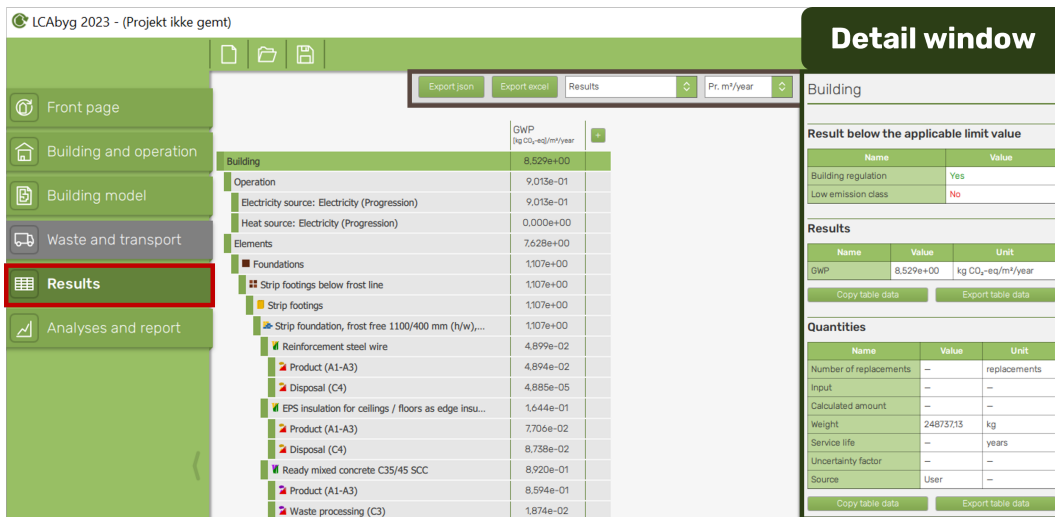 LCAbyg 2023 - (Projekt ikke gemt)
Detail window
Export json Export excel Results Pr. m²/year
Front page
Building and operation
Building model
Waste and transport
Results
Analyses and report
GWP
[kg CO₂-eq]/m²/year
+
Building 8,529e+00
Operation 9,013e-01
Electricity source: Electricity (Progression) 9,013e-01
Heat source: Electricity (Progression) 0,000e+00
Elements 7,628e+00
Foundations 1,107e+00
Strip footings below frost line 1,107e+00
Strip footings 1,107e+00
Strip foundation, frost free 1100/400 mm (h/w),... 1,107e+00
Reinforcement steel wire 4,899e-02
Product (A1-A3) 4,894e-02
Disposal (C4) 4,885e-05
EPS insulation for ceilings / floors as edge insu... 1,644e-01
Product (A1-A3) 7,706e-02
Disposal (C4) 8,738e-02
Ready mixed concrete C35/45 SCC 8,920e-01
Product (A1-A3) 8,594e-01
Waste processing (C3) 1,874e-02
Building
Result below the applicable limit value
Name Value
Building regulation Yes
Low emission class No
Results
Name Value Unit
GWP 8,529e+00 kg CO₂-eq/m²/year
Copy table data Export table data
Quantities
Name Value Unit
Number of replacements – replacements
Input – –
Calculated amount – –
Weight 248737,13 kg
Service life – years
Uncertainty factor – –
Source User –
Copy table data Export table data